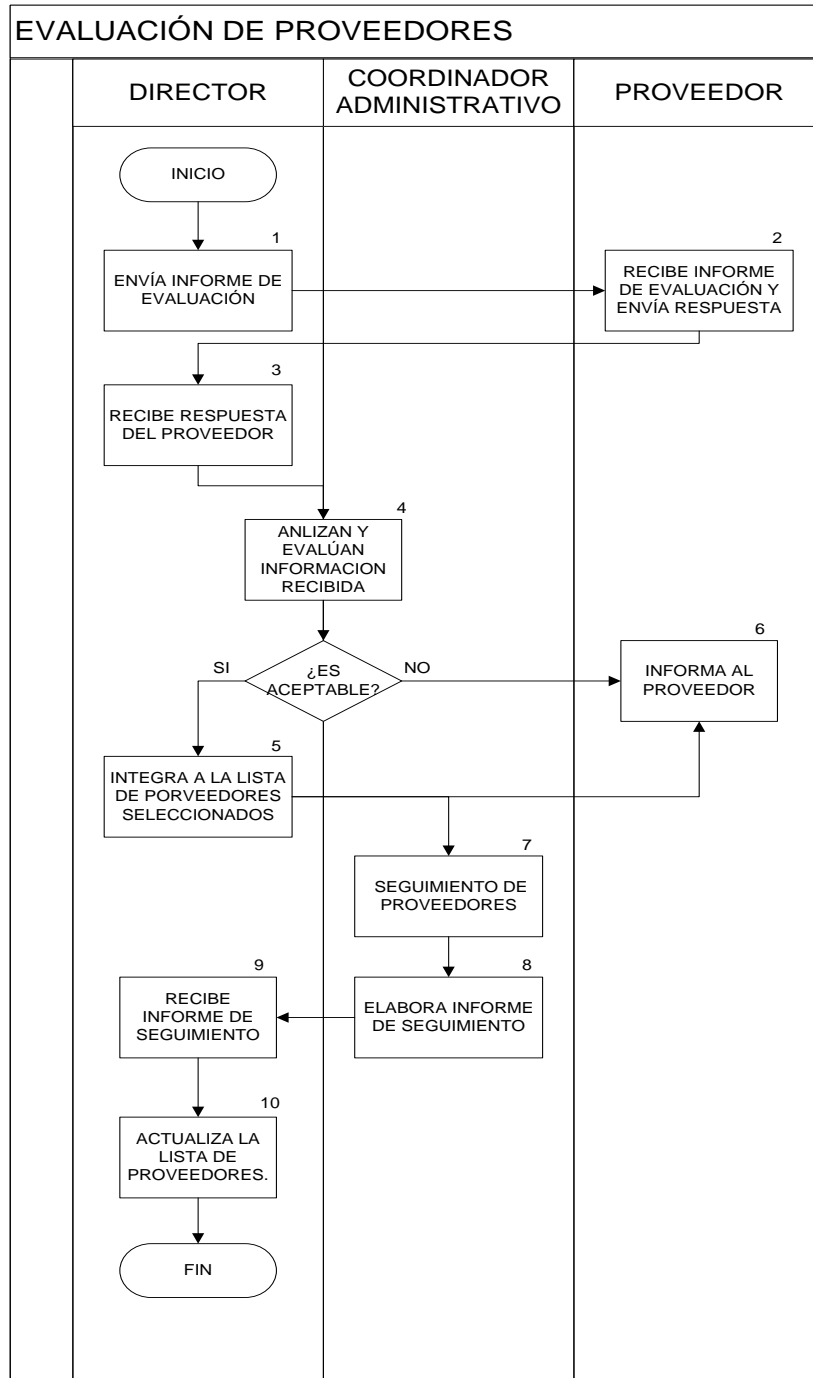 EVALUACIÓN DE PROVEEDORES
DIRECTOR
COORDINADOR
ADMINISTRATIVO
PROVEEDOR
INICIO
1
ENVÍA INFORME DE
EVALUACIÓN
2
RECIBE INFORME
DE EVALUACIÓN Y
ENVÍA RESPUESTA
3
RECIBE RESPUESTA
DEL PROVEEDOR
4
ANLIZAN Y
EVALÚAN
INFORMACION
RECIBIDA
SI
¿ES
ACEPTABLE?
NO
6
INFORMA AL
PROVEEDOR
5
INTEGRA A LA LISTA
DE PORVEEDORES
SELECCIONADOS
7
SEGUIMIENTO DE
PROVEEDORES
8
ELABORA INFORME
DE SEGUIMIENTO
9
RECIBE
INFORME DE
SEGUIMIENTO
10
ACTUALIZA LA
LISTA DE
PROVEEDORES.
FIN